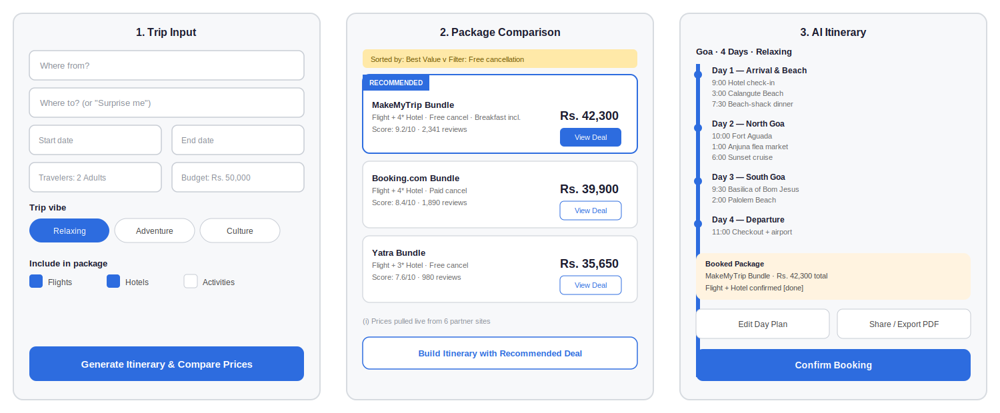 1. Trip Input
Where from?
Where to? (or "Surprise me")
Start date
End date
Travelers: 2 Adults
Budget: Rs. 50,000
Trip vibe
Relaxing
Adventure
Culture
Include in package
Flights
Hotels
Activities
Generate Itinerary & Compare Prices
2. Package Comparison
Sorted by: Best Value v Filter: Free cancellation
RECOMMENDED
MakeMyTrip Bundle
Flight + 4* Hotel · Free cancel · Breakfast incl.
Score: 9.2/10 · 2,341 reviews
Rs. 42,300
View Deal
Booking.com Bundle
Flight + 4* Hotel · Paid cancel
Score: 8.4/10 · 1,890 reviews
Rs. 39,900
View Deal
Yatra Bundle
Flight + 3* Hotel · Free cancel
Score: 7.6/10 · 980 reviews
Rs. 35,650
View Deal
(i) Prices pulled live from 6 partner sites
Build Itinerary with Recommended Deal
3. AI Itinerary
Goa · 4 Days · Relaxing
Day 1 — Arrival & Beach
9:00 Hotel check-in
3:00 Calangute Beach
7:30 Beach-shack dinner
Day 2 — North Goa
10:00 Fort Aguada
1:00 Anjuna flea market
6:00 Sunset cruise
Day 3 — South Goa
9:30 Basilica of Bom Jesus
2:00 Palolem Beach
Day 4 — Departure
11:00 Checkout + airport
Booked Package
MakeMyTrip Bundle · Rs. 42,300 total
Flight + Hotel confirmed [done]
Edit Day Plan
Share / Export PDF
Confirm Booking